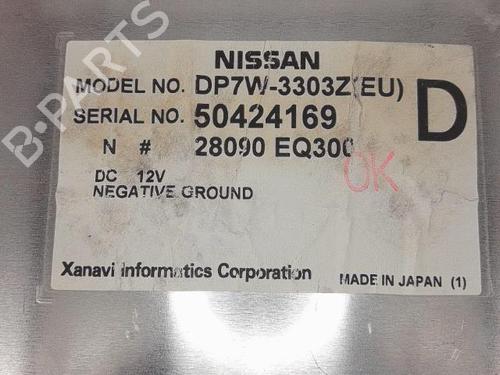 NISSAN
MODEL NO. DP7W-3303Z(EU)
SERIAL NO. 50424169
D
N # 28090 EQ300
OK
DC 12V
NEGATIVE GROUND
Xanavi Informatics Corporation
MADE IN JAPAN (1)
B-PARTS